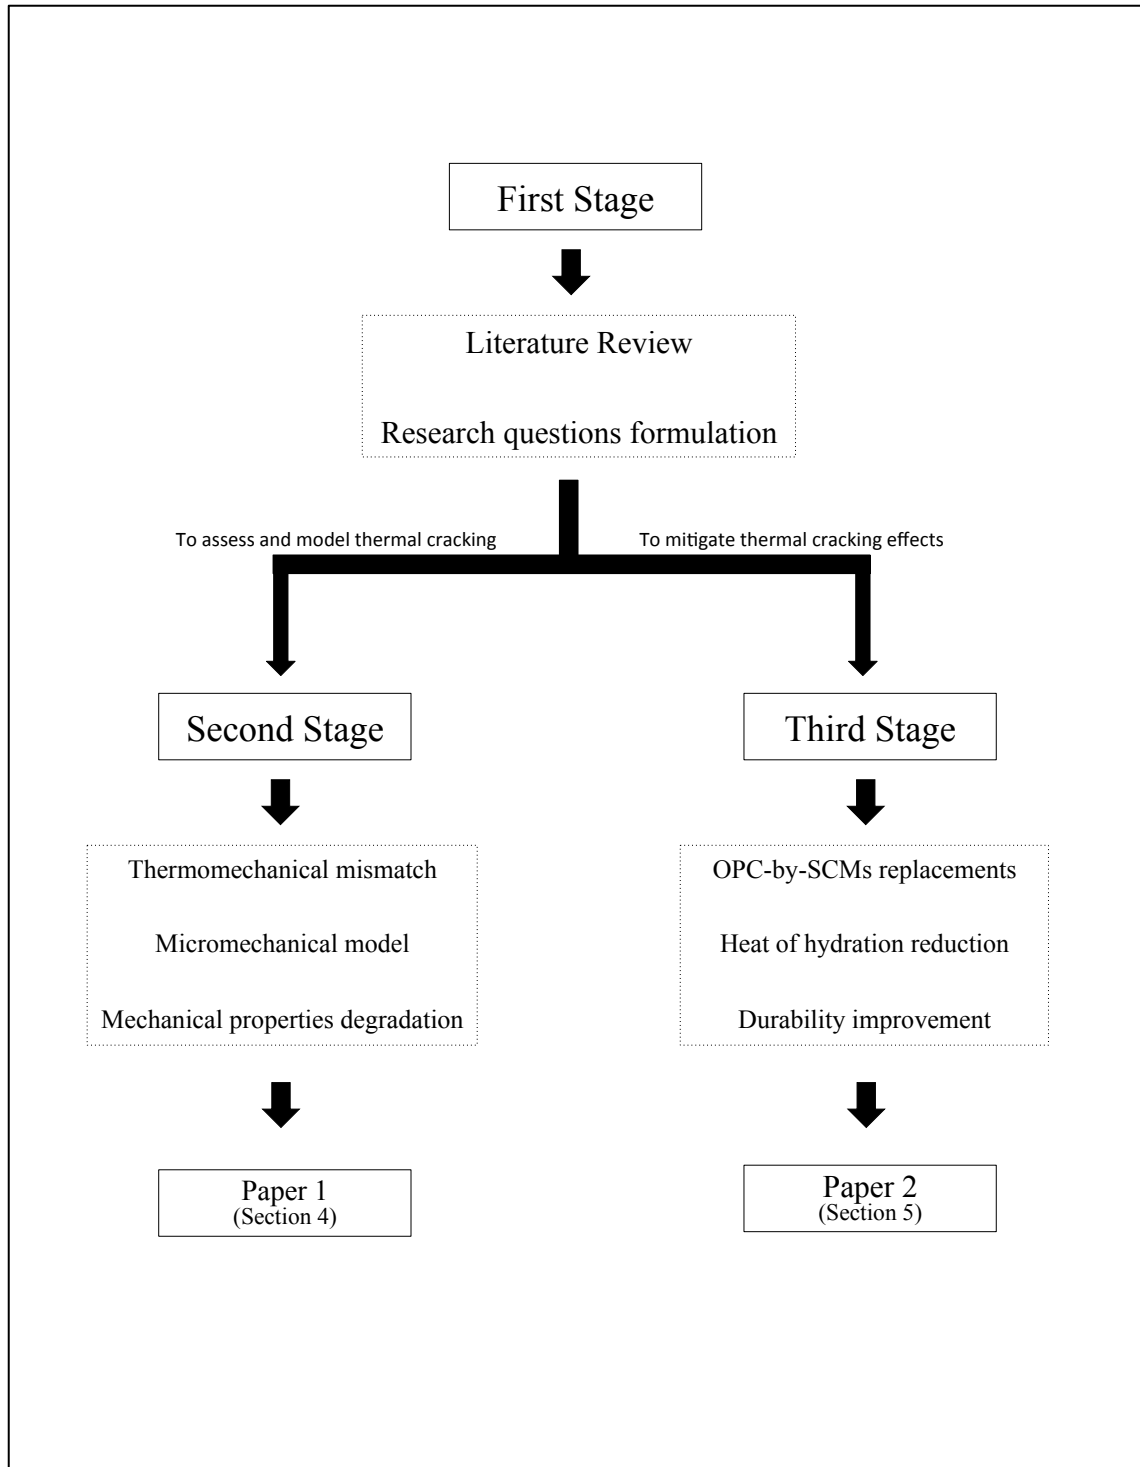 First Stage
Literature Review
Research questions formulation
To assess and model thermal cracking
To mitigate thermal cracking effects
Second Stage
Thermomechanical mismatch
Micromechanical model
Mechanical properties degradation
Paper 1
(Section 4)
Third Stage
OPC-by-SCMs replacements
Heat of hydration reduction
Durability improvement
Paper 2
(Section 5)